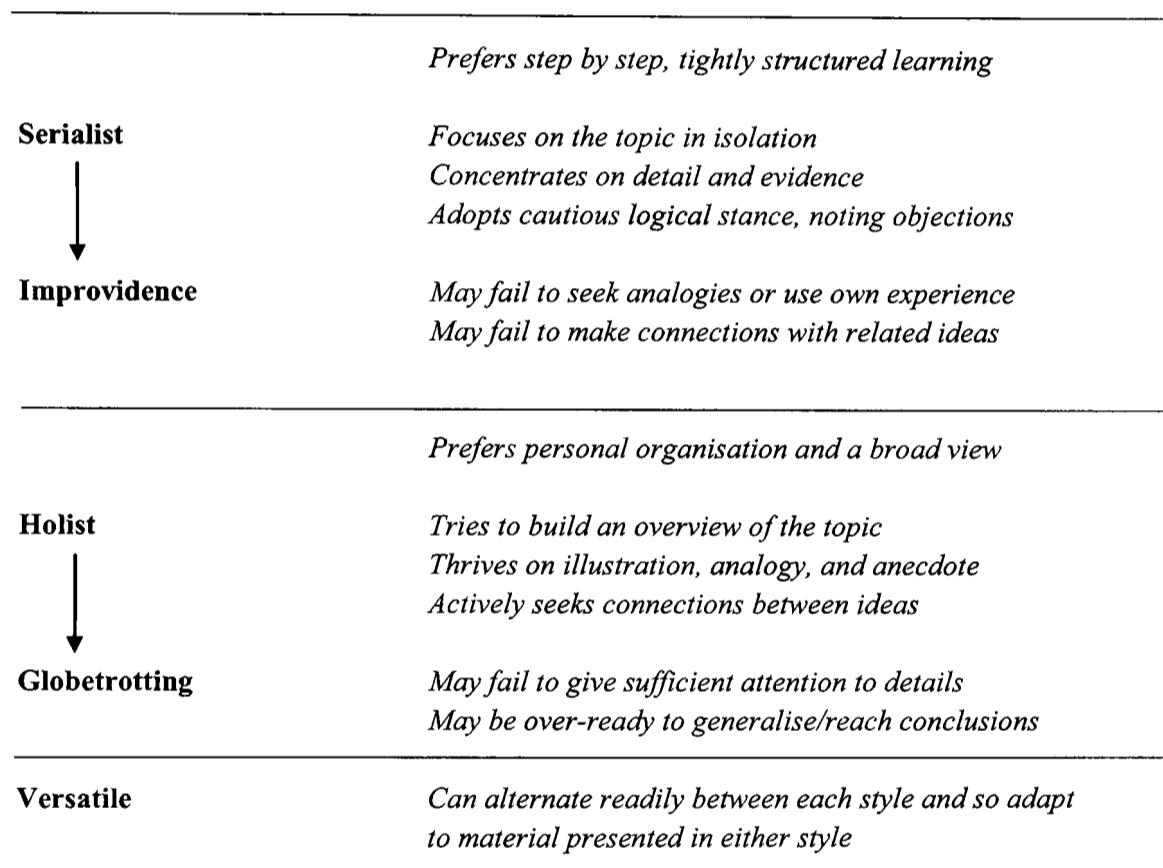 Prefers step by step, tightly structured learning
Serialist Focuses on the topic in isolation
Concentrates on detail and evidence
Adopts cautious logical stance, noting objections
Improvidence May fail to seek analogies or use own experience
May fail to make connections with related ideas
Prefers personal organisation and a broad view
Holist Tries to build an overview of the topic
Thrives on illustration, analogy, and anecdote
Actively seeks connections between ideas
Globetrotting May fail to give sufficient attention to details
May be over-ready to generalise/reach conclusions
Versatile Can alternate readily between each style and so adapt
to material presented in either style